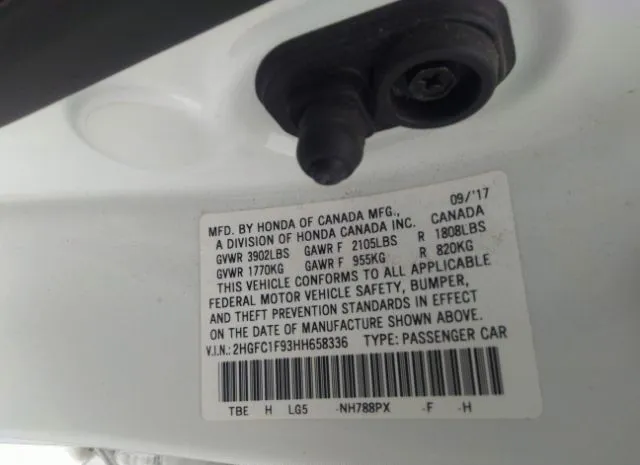 MFD. BY HONDA OF CANADA MFG., 09/'17
A DIVISION OF HONDA CANADA INC. CANADA
GVWR 3902LBS GAWR F 2105LBS R 1808LBS
GVWR 1770KG GAWR F 955KG R 820KG
THIS VEHICLE CONFORMS TO ALL APPLICABLE
FEDERAL MOTOR VEHICLE SAFETY, BUMPER,
AND THEFT PREVENTION STANDARDS IN EFFECT
ON THE DATE OF MANUFACTURE SHOWN ABOVE.
V.I.N.: 2HGFC1F93HH658336 TYPE: PASSENGER CAR
TBE H LG5 -NH788PX -F -H